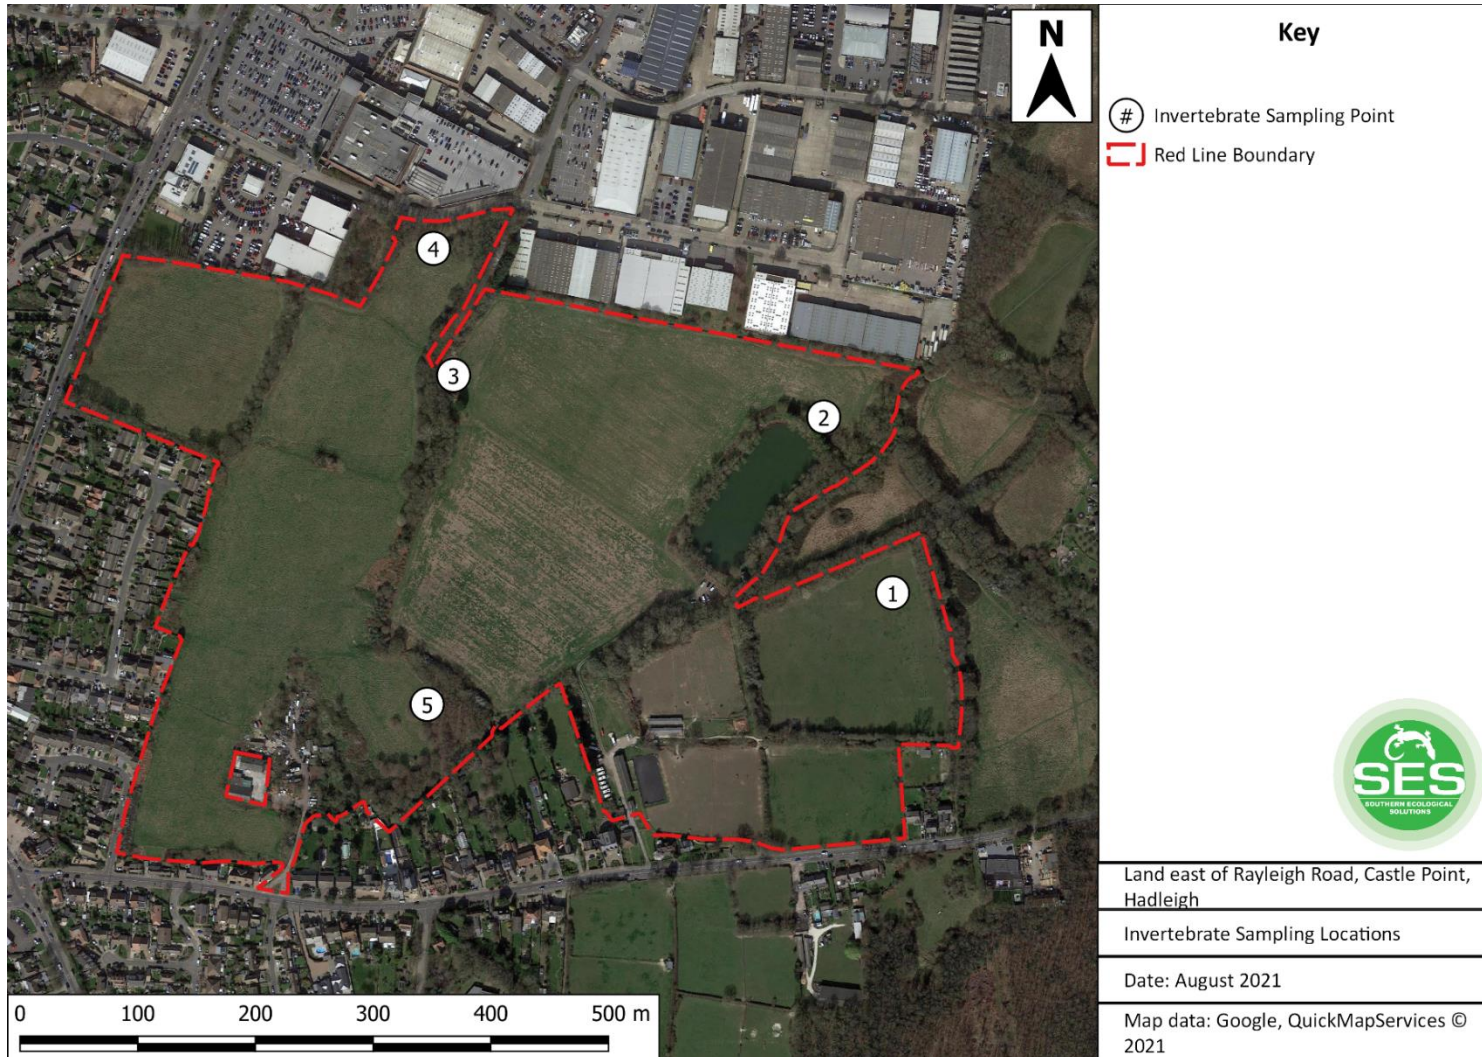 N
4
3
2
1
5
0 100 200 300 400 500 m
Key
# Invertebrate Sampling Point
Red Line Boundary
SES
SOUTHERN ECOLOGICAL
SOLUTIONS
Land east of Rayleigh Road, Castle Point,
Hadleigh
Invertebrate Sampling Locations
Date: August 2021
Map data: Google, QuickMapServices ©
2021